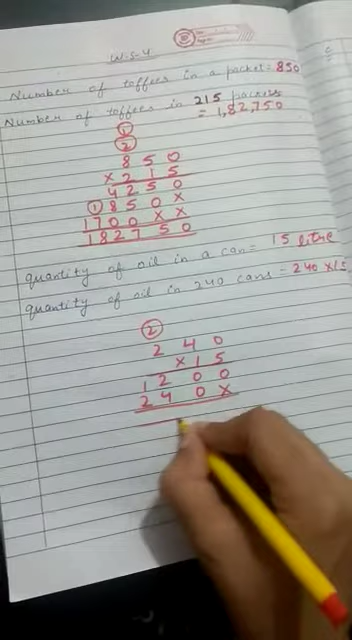 W.S-4
Number of toffees in a packet = 850
Number of toffees in 215 packets
= 1,82,750
1
2
8 5 0
× 2 1 5
4 2 5 0
1 8 5 0 ×
1 7 0 0 × ×
1 8 2 7 5 0
quantity of oil in a can = 15 litre
quantity of oil in 240 cans = 240 × 15
2
2 4 0
× 1 5
1 2 0 0
2 4 0 ×